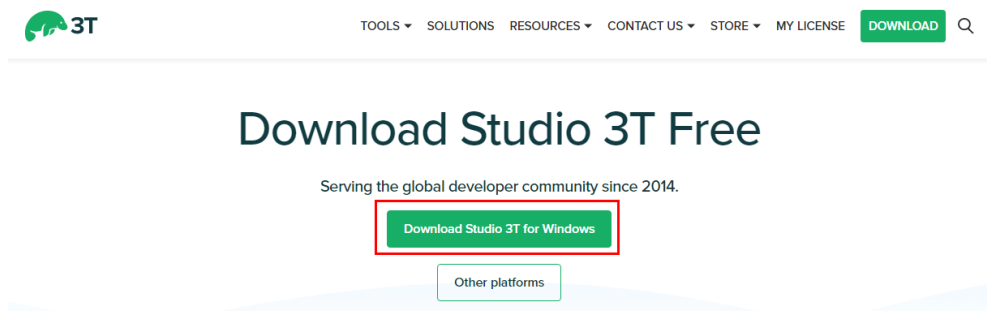 3T TOOLS SOLUTIONS RESOURCES CONTACT US STORE MY LICENSE DOWNLOAD
Download Studio 3T Free
Serving the global developer community since 2014.
Download Studio 3T for Windows
Other platforms